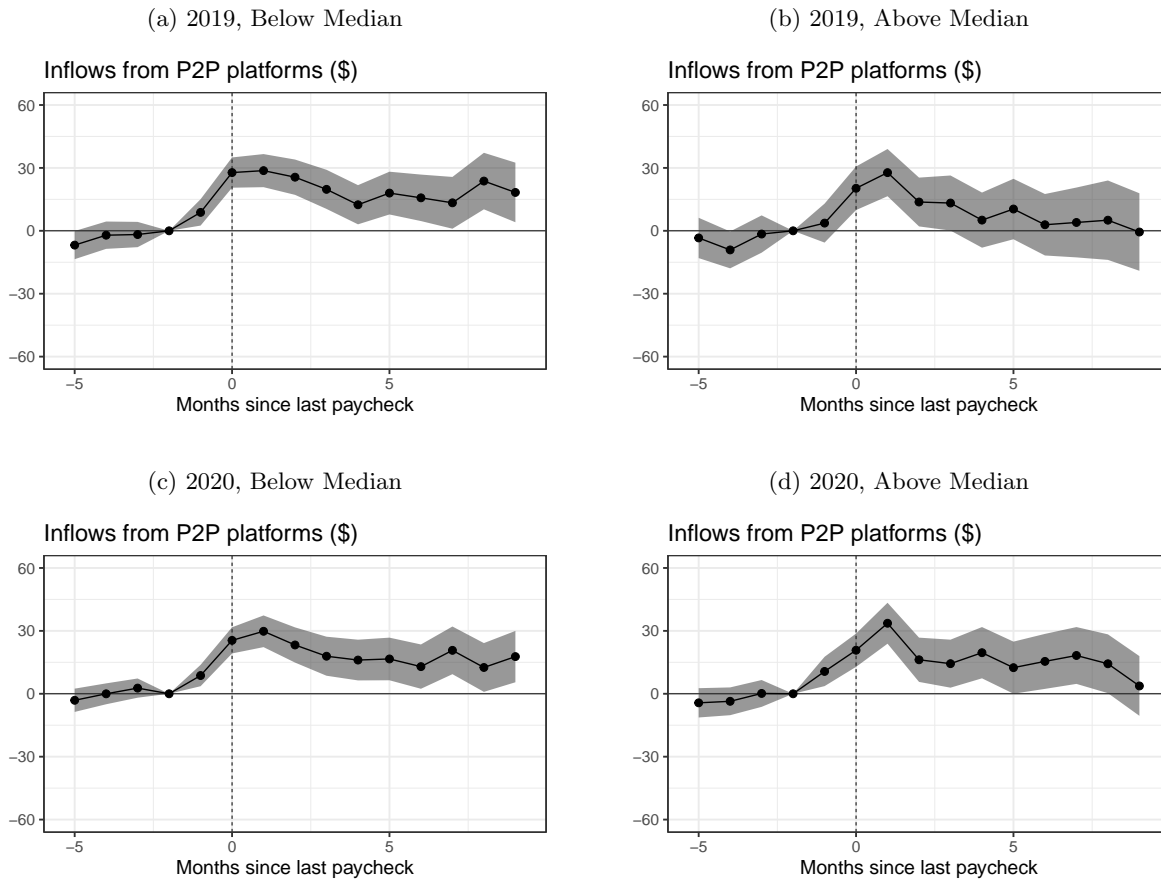 (a) 2019, Below Median
Inflows from P2P platforms ($)
60
30
0
−30
−60
−5
0
5
Months since last paycheck
(b) 2019, Above Median
Inflows from P2P platforms ($)
60
30
0
−30
−60
−5
0
5
Months since last paycheck
(c) 2020, Below Median
Inflows from P2P platforms ($)
60
30
0
−30
−60
−5
0
5
Months since last paycheck
(d) 2020, Above Median
Inflows from P2P platforms ($)
60
30
0
−30
−60
−5
0
5
Months since last paycheck